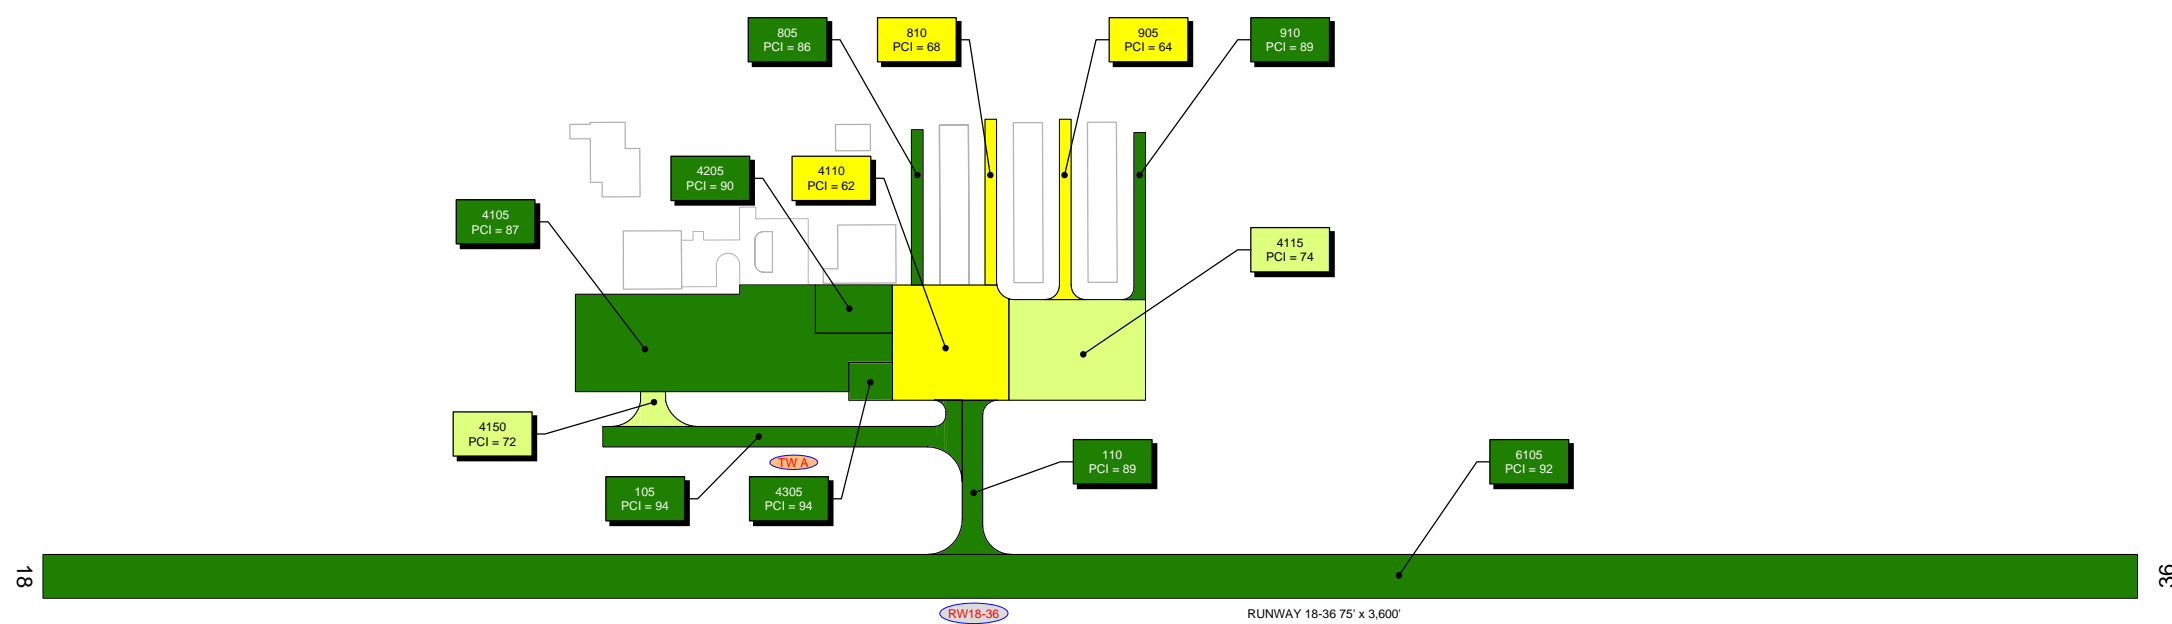 805
PCI = 86
810
PCI = 68
905
PCI = 64
910
PCI = 89
4205
PCI = 90
4110
PCI = 62
4105
PCI = 87
4115
PCI = 74
4150
PCI = 72
TW A
110
PCI = 89
6105
PCI = 92
105
PCI = 94
4305
PCI = 94
18
36
RW18-36
RUNWAY 18-36 75' x 3,600'